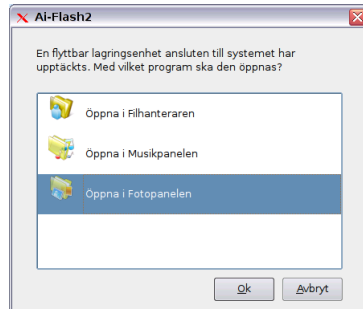 Ai-Flash2
En flyttbar lagringsenhet ansluten till systemet har
upptäckts. Med vilket program ska den öppnas?
Öppna i Filhanteraren
Öppna i Musikpanelen
Öppna i Fotopanelen
Ok
Avbryt